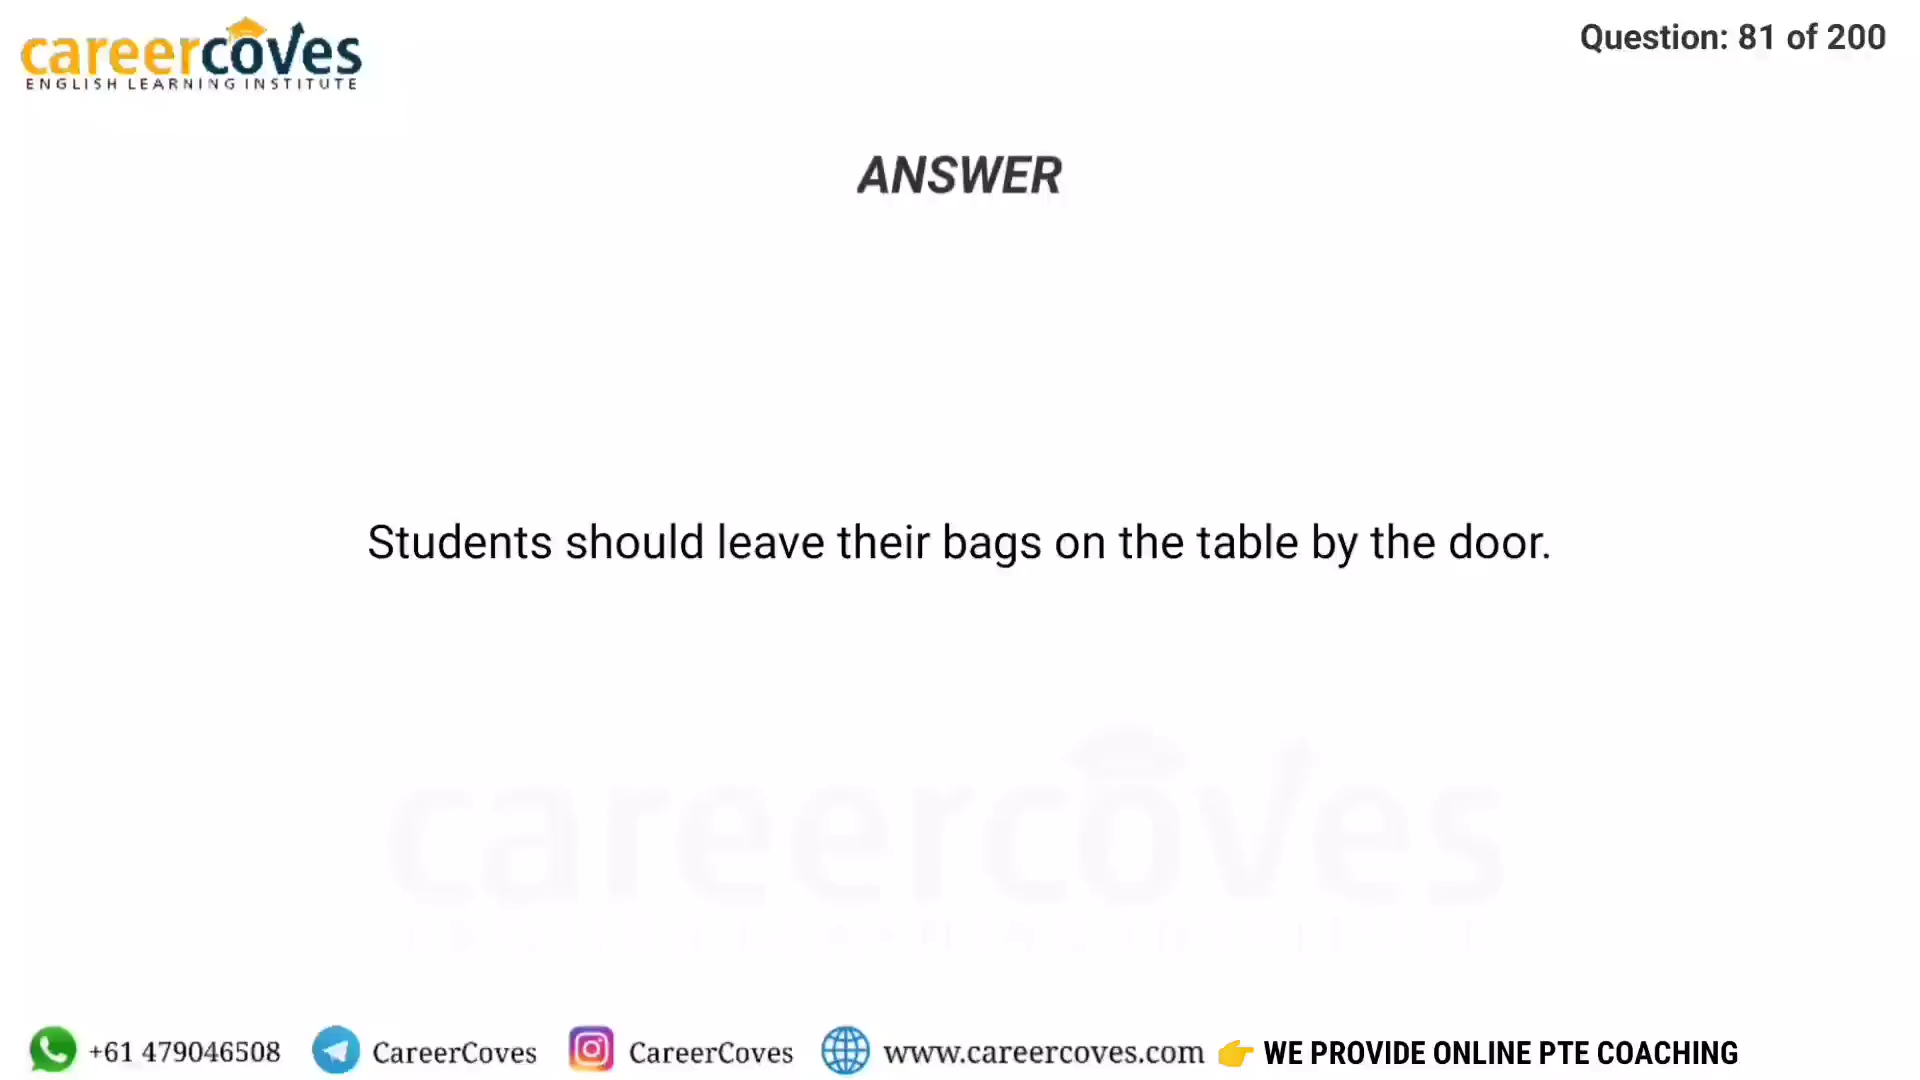 careercoves
ENGLISH LEARNING INSTITUTE
Question: 81 of 200
ANSWER
Students should leave their bags on the table by the door.
careercoves
+61 479046508 CareerCoves CareerCoves www.careercoves.com WE PROVIDE ONLINE PTE COACHING